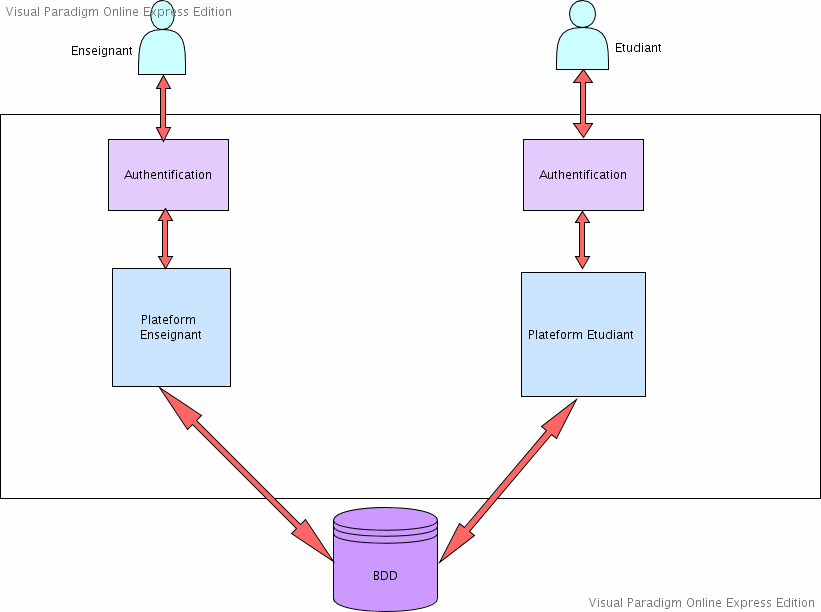 Visual Paradigm Online Express Edition
Enseignant
Etudiant
Authentification
Authentification
Plateform
Enseignant
Plateform Etudiant
BDD
Visual Paradigm Online Express Edition